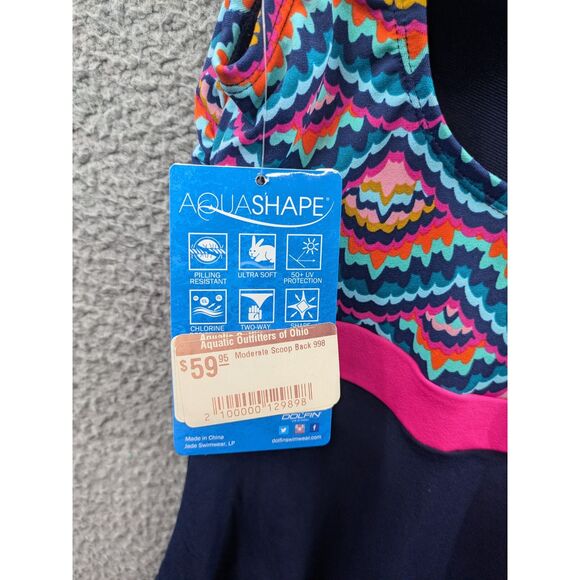 AQUASHAPE®
PILLING
RESISTANT
ULTRA SOFT
50+ UV
PROTECTION
CHLORINE
TWO-WAY
SHAPE
Aquatic Outfitters of Ohio
$59.95 Moderate Scoop Back 998
2 100000 129898
DOLFIN
Made in China
Jade Swimwear, LP
dolfinswimwear.com